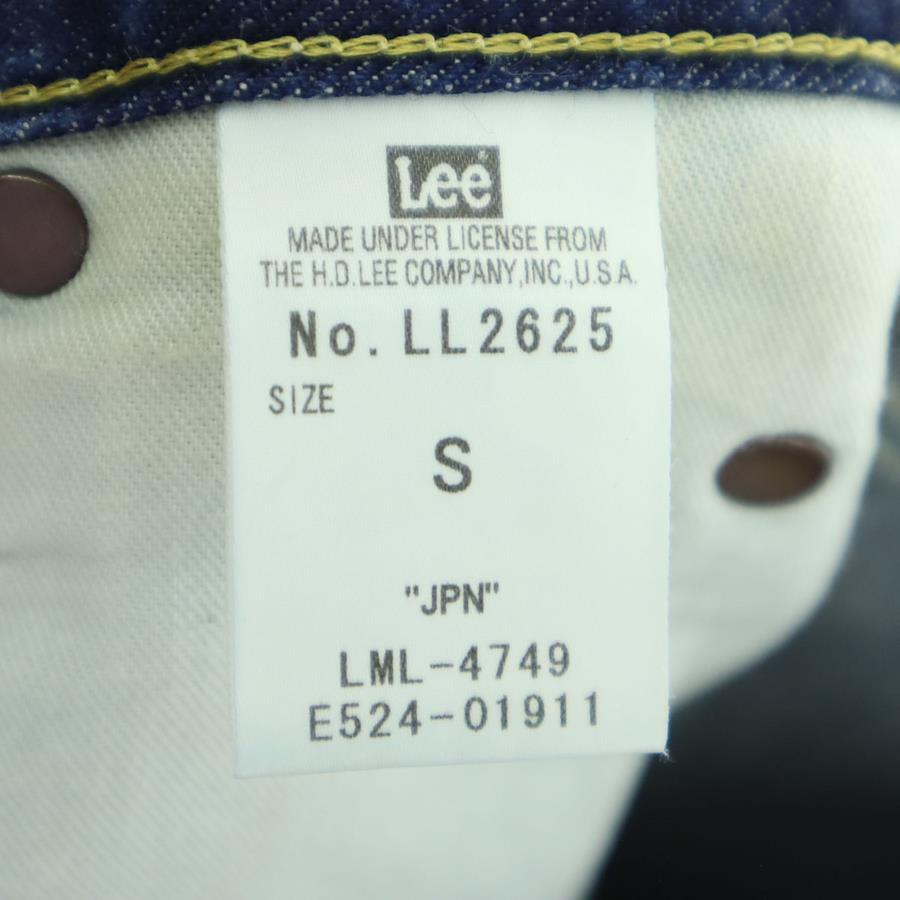 Lee
MADE UNDER LICENSE FROM
THE H.D.LEE COMPANY,INC.,U.S.A.
No. LL2625
SIZE
S
"JPN"
LML-4749
E524-01911